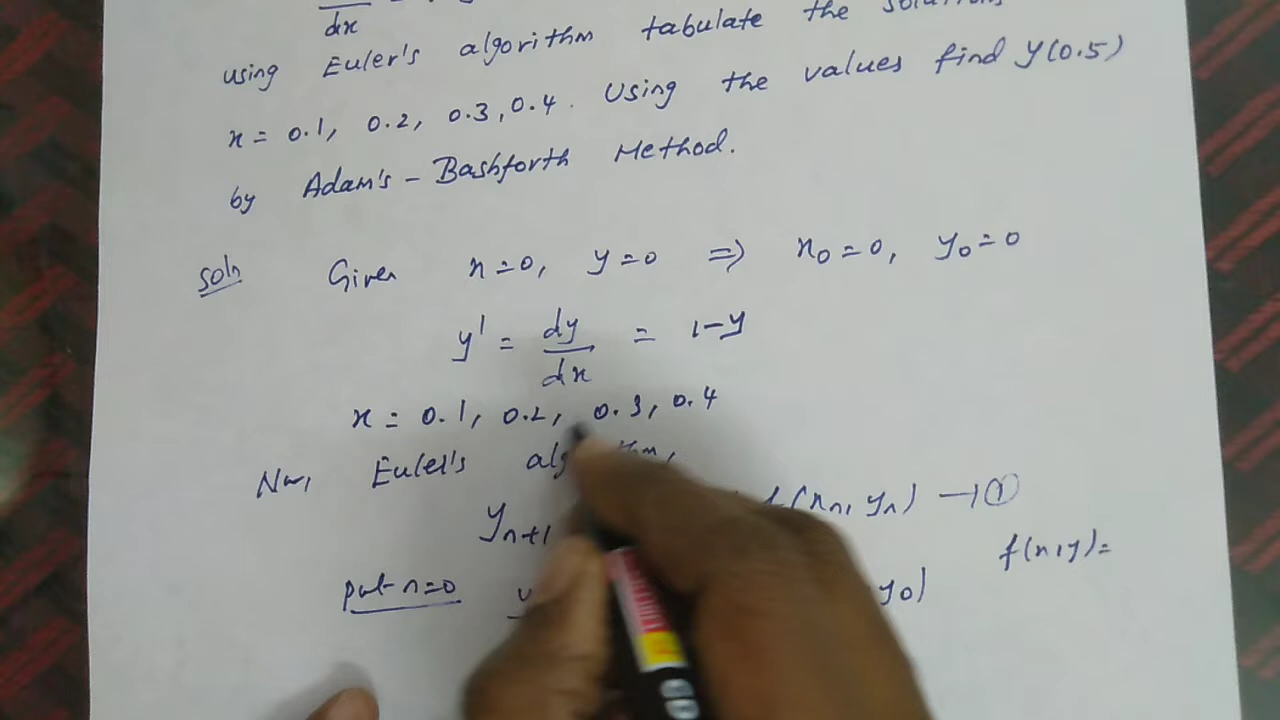 dx
using Euler's algorithm tabulate the solutions
x = 0.1, 0.2, 0.3, 0.4. Using the values find y(0.5)
by Adam's - Bashforth Method.
Soln Given x=0, y=0 => x0=0, y0=0
y' = dy/dx = 1-y
x = 0.1, 0.2, 0.3, 0.4
Now, Euler's
yn+1 f(xn, yn) —①
f(x,y)=
put n=0 y0)